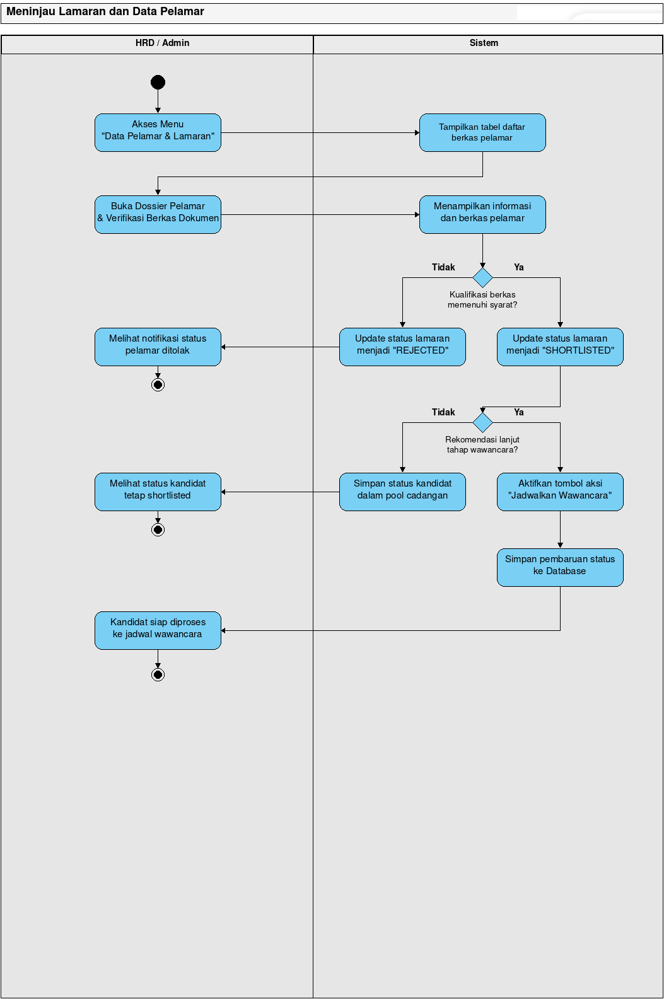 Meninjau Lamaran dan Data Pelamar
HRD / Admin
Sistem
Akses Menu
"Data Pelamar & Lamaran"
Tampilkan tabel daftar
berkas pelamar
Buka Dossier Pelamar
& Verifikasi Berkas Dokumen
Menampilkan informasi
dan berkas pelamar
Tidak
Ya
Kualifikasi berkas
memenuhi syarat?
Melihat notifikasi status
pelamar ditolak
Update status lamaran
menjadi "REJECTED"
Update status lamaran
menjadi "SHORTLISTED"
Tidak
Ya
Rekomendasi lanjut
tahap wawancara?
Melihat status kandidat
tetap shortlisted
Simpan status kandidat
dalam pool cadangan
Aktifkan tombol aksi
"Jadwalkan Wawancara"
Simpan pembaruan status
ke Database
Kandidat siap diproses
ke jadwal wawancara